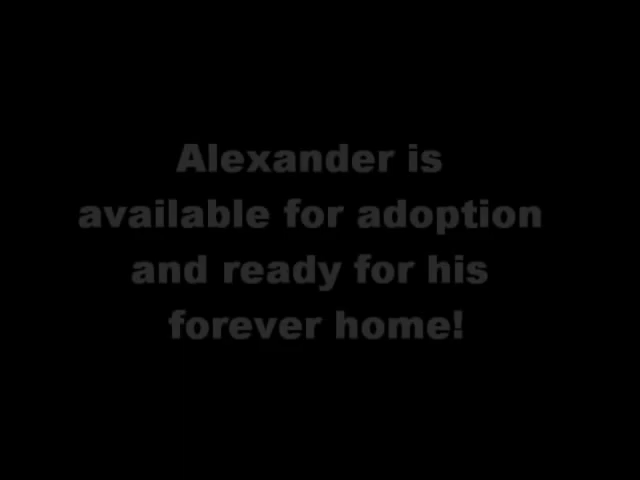 Alexander is
available for adoption
and ready for his
forever home!